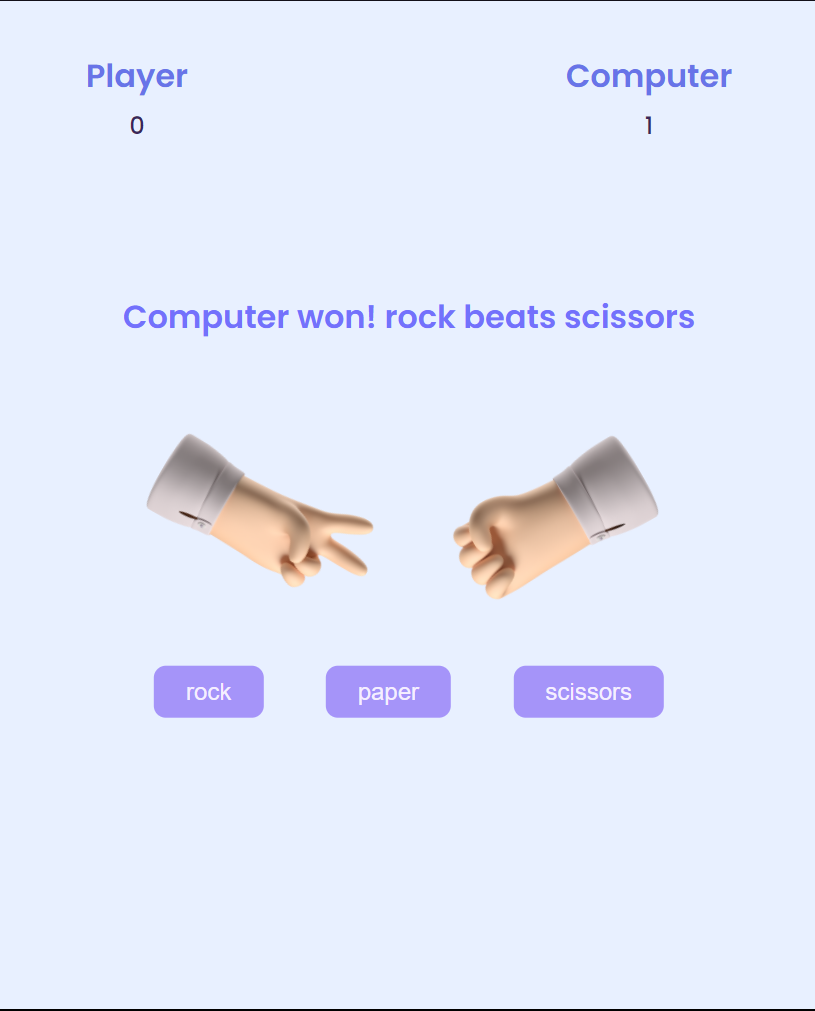 Player
Computer
0
1
Computer won! rock beats scissors
rock
paper
scissors